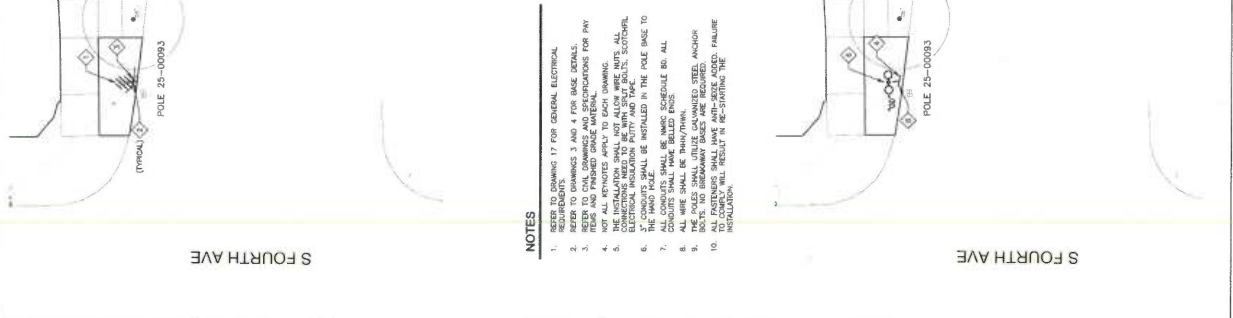 1
3
2
(TYPICAL)
POLE 25-00093
S FOURTH AVE
NOTES
1. REFER TO DRAWING 17 FOR GENERAL ELECTRICAL
REQUIREMENTS.
2. REFER TO DRAWINGS 3 AND 4 FOR BASE DETAILS.
3. REFER TO CIVIL DRAWINGS AND SPECIFICATIONS FOR PAY
ITEMS AND FINISHED GRADE MATERIAL.
4. NOT ALL KEYNOTES APPLY TO EACH DRAWING.
5. THE INSTALLATION SHALL NOT ALLOW WIRE NUTS. ALL
CONNECTIONS NEED TO BE WITH SPLIT BOLTS, SCOTCHFIL
ELECTRICAL INSULATION PUTTY AND TAPE.
6. 3" CONDUITS SHALL BE INSTALLED IN THE POLE BASE TO
THE HAND HOLE.
7. ALL CONDUITS SHALL BE NMRC SCHEDULE 80. ALL
CONDUITS SHALL HAVE BELLED ENDS.
8. ALL WIRE SHALL BE THHN/THWN.
9. THE POLES SHALL UTILIZE GALVANIZED STEEL ANCHOR
BOLTS. NO BREAKAWAY BASES ARE REQUIRED.
10. ALL FASTENERS SHALL HAVE ANTI-SEIZE ADDED. FAILURE
TO COMPLY WILL RESULT IN RE-STARTING THE
INSTALLATION.
4
POLE 25-00093
S FOURTH AVE